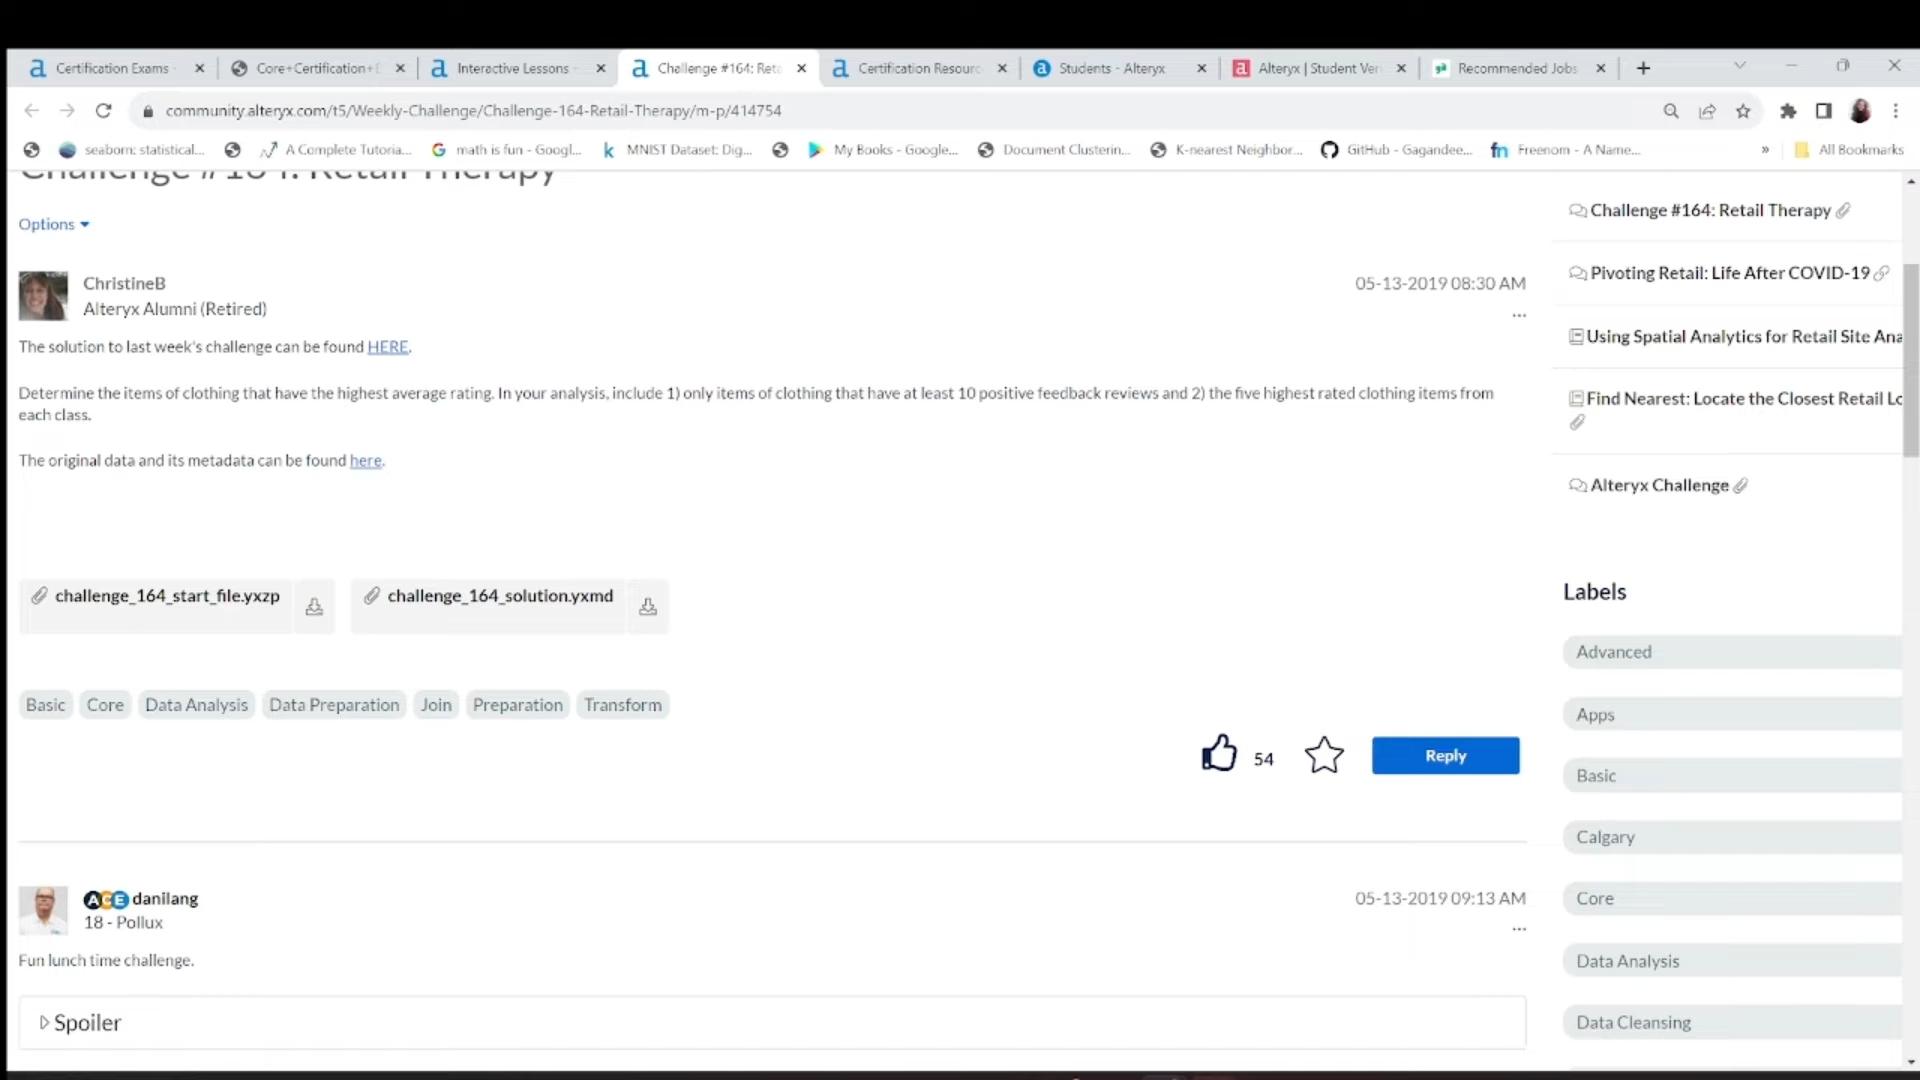 Certification Exams
Core+Certification+
Interactive Lessons
Challenge #164: Reta
Certification Resourc
Students - Alteryx
Alteryx | Student Ver
Recommended Jobs
community.alteryx.com/t5/Weekly-Challenge/Challenge-164-Retail-Therapy/m-p/414754
seaborn: statistical...
A Complete Tutoria...
math is fun - Googl...
MNIST Dataset: Dig...
My Books - Google...
Document Clusterin...
K-nearest Neighbor...
GitHub - Gagandee...
Freenom - A Name...
»
All Bookmarks
Challenge #164: Retail Therapy
Options
ChristineB
Alteryx Alumni (Retired)
05-13-2019 08:30 AM
...
The solution to last week's challenge can be found HERE.
Determine the items of clothing that have the highest average rating. In your analysis, include 1) only items of clothing that have at least 10 positive feedback reviews and 2) the five highest rated clothing items from
each class.
The original data and its metadata can be found here.
challenge_164_start_file.yxzp
challenge_164_solution.yxmd
Basic
Core
Data Analysis
Data Preparation
Join
Preparation
Transform
54
Reply
ACE danilang
18 - Pollux
05-13-2019 09:13 AM
...
Fun lunch time challenge.
Spoiler
Challenge #164: Retail Therapy
Pivoting Retail: Life After COVID-19
Using Spatial Analytics for Retail Site Ana
Find Nearest: Locate the Closest Retail Lo
Alteryx Challenge
Labels
Advanced
Apps
Basic
Calgary
Core
Data Analysis
Data Cleansing